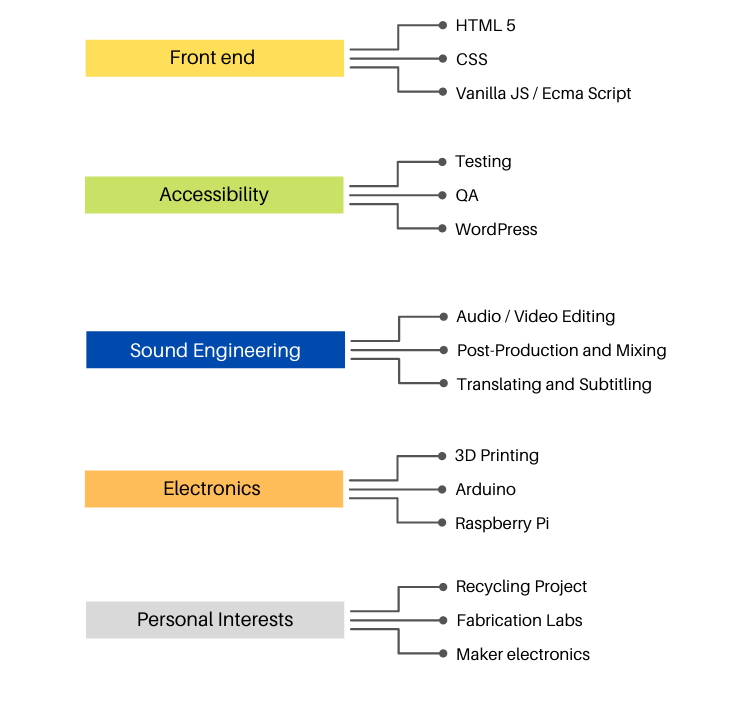 Front end
HTML 5
CSS
Vanilla JS / Ecma Script
Accessibility
Testing
QA
WordPress
Sound Engineering
Audio / Video Editing
Post-Production and Mixing
Translating and Subtitling
Electronics
3D Printing
Arduino
Raspberry Pi
Personal Interests
Recycling Project
Fabrication Labs
Maker electronics